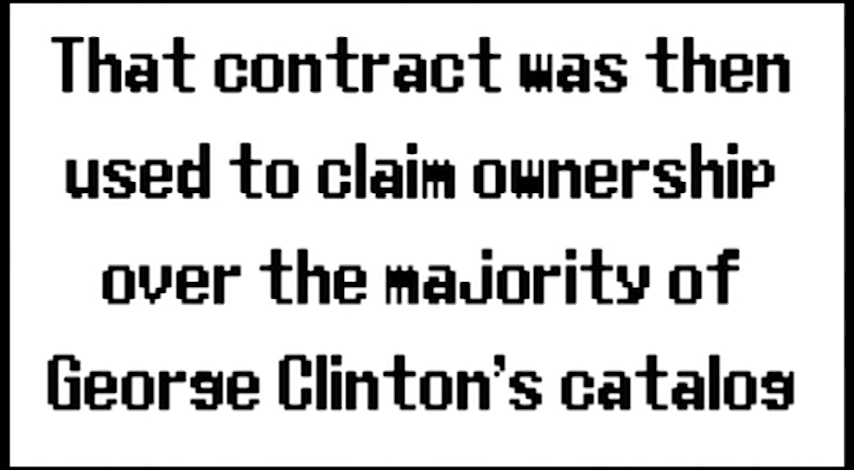 That contract was then
used to claim ownership
over the majority of
George Clinton's catalog